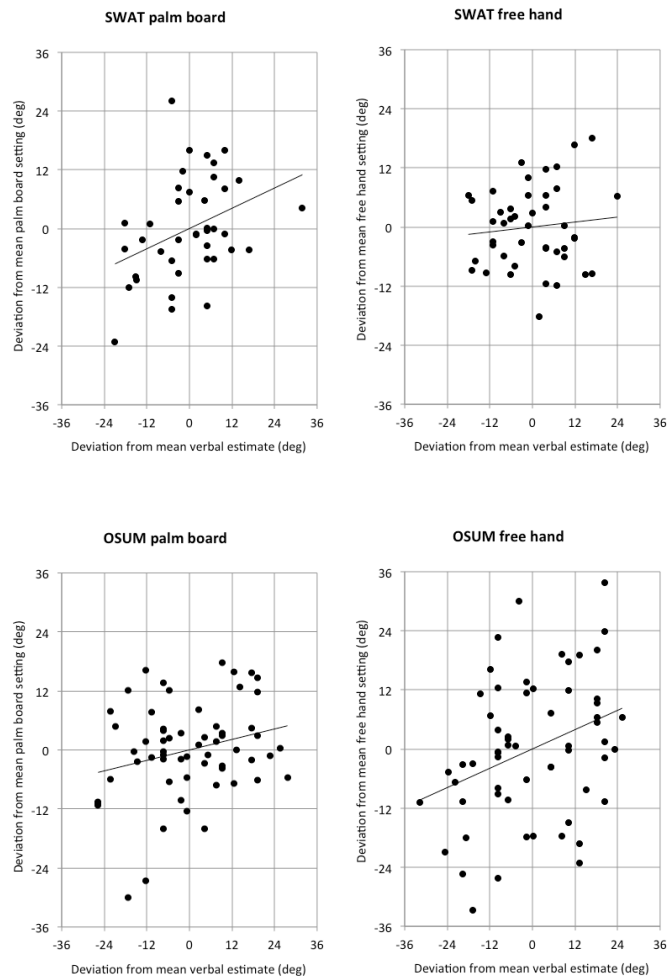 SWAT palm board
36
24
12
0
-12
-24
-36
-36 -24 -12 0 12 24 36
Deviation from mean palm board setting (deg)
Deviation from mean verbal estimate (deg)
SWAT free hand
36
24
12
0
-12
-24
-36
-36 -24 -12 0 12 24 36
Deviation from mean free hand setting (deg)
Deviation from mean verbal estimate (deg)
OSUM palm board
36
24
12
0
-12
-24
-36
-36 -24 -12 0 12 24 36
Deviation from mean palm board setting (deg)
Deviation from mean verbal estimate (deg)
OSUM free hand
36
24
12
0
-12
-24
-36
-36 -24 -12 0 12 24 36
Deviation from mean free hand setting (deg)
Deviation from mean verbal estimate (deg)